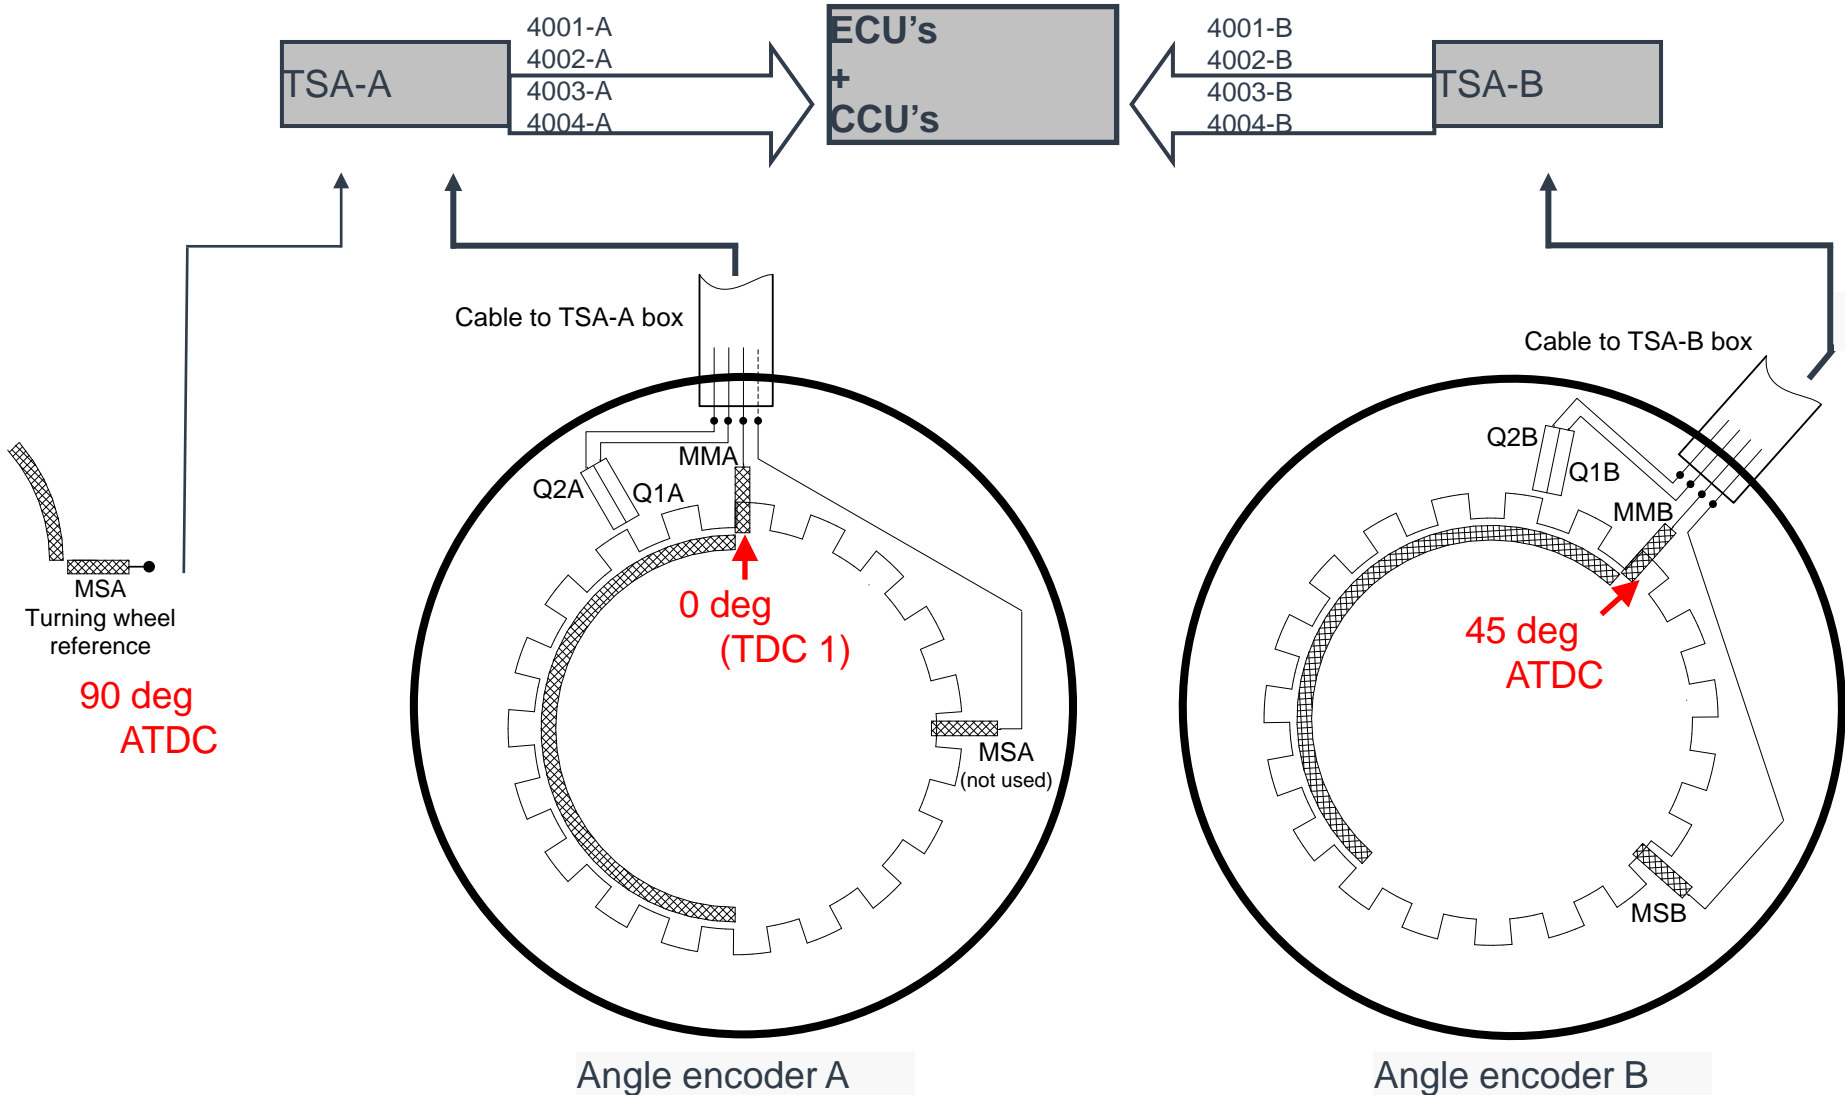 4001-A
4002-A
4003-A
4004-A
TSA-A
ECU's
+
CCU's
4001-B
4002-B
4003-B
4004-B
TSA-B
Cable to TSA-A box
Cable to TSA-B box
MMA
Q2A
Q1A
Q2B
Q1B
MMB
MSA
Turning wheel
reference
90 deg
ATDC
0 deg
(TDC 1)
45 deg
ATDC
MSA
(not used)
MSB
Angle encoder A
Angle encoder B